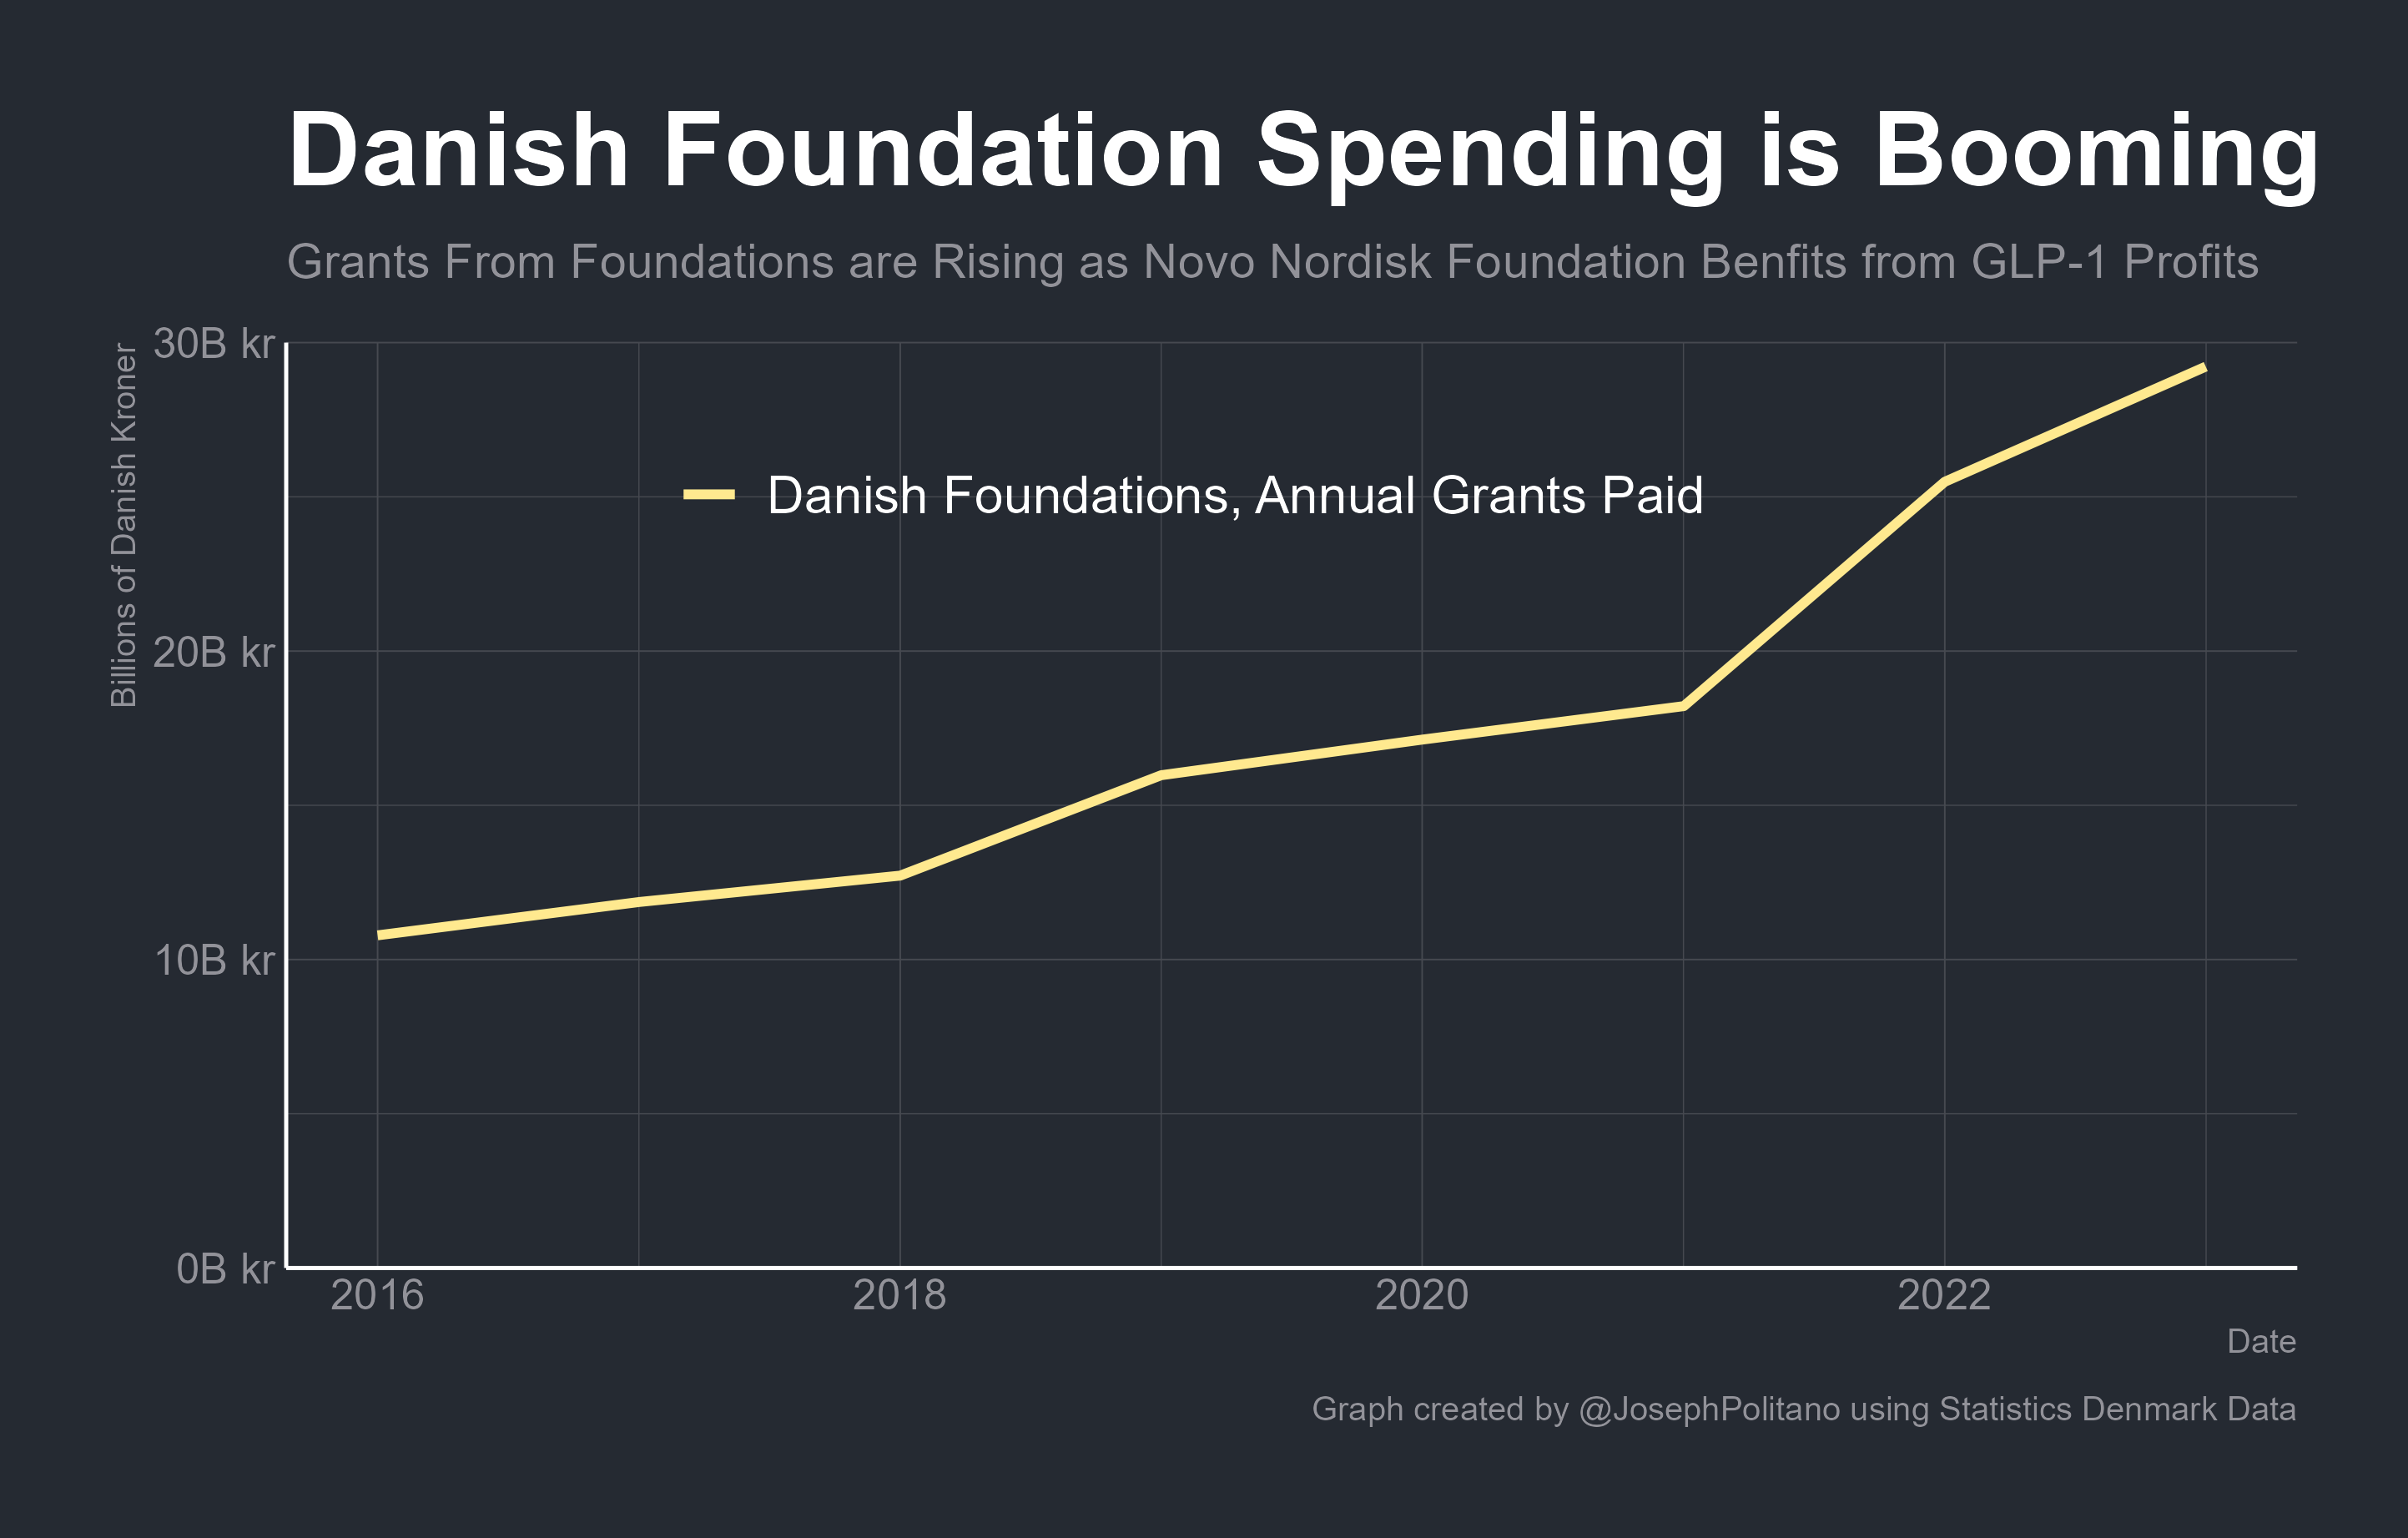 Danish Foundation Spending is Booming
Grants From Foundations are Rising as Novo Nordisk Foundation Benfits from GLP-1 Profits
Billions of Danish Kroner
30B kr
20B kr
10B kr
0B kr
Danish Foundations, Annual Grants Paid
2016
2018
2020
2022
Date
Graph created by @JosephPolitano using Statistics Denmark Data